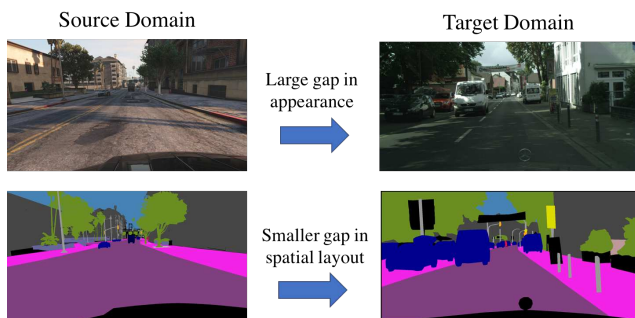 Source Domain
Target Domain
Large gap in
appearance
Smaller gap in
spatial layout